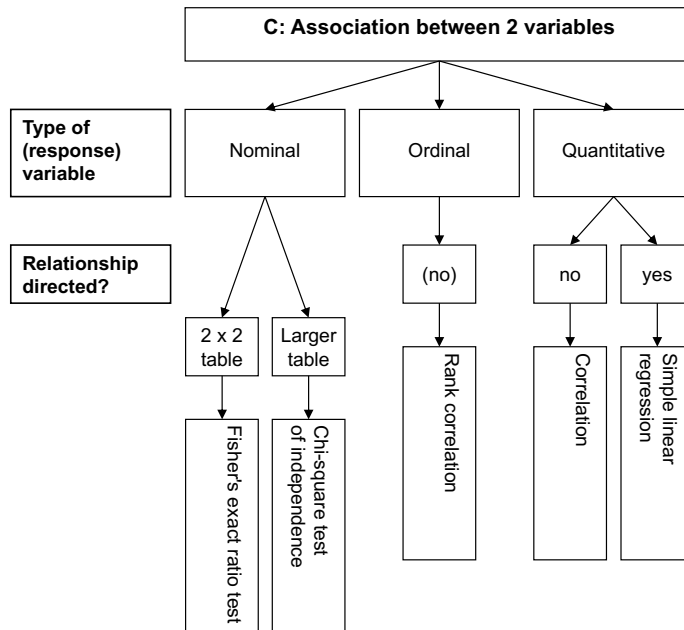 C: Association between 2 variables
Type of
(response)
variable
Nominal
Ordinal
Quantitative
Relationship
directed?
(no)
no
yes
2 x 2
table
Larger
table
Fisher's exact ratio test
Chi-square test
of independence
Rank correlation
Correlation
Simple linear
regression